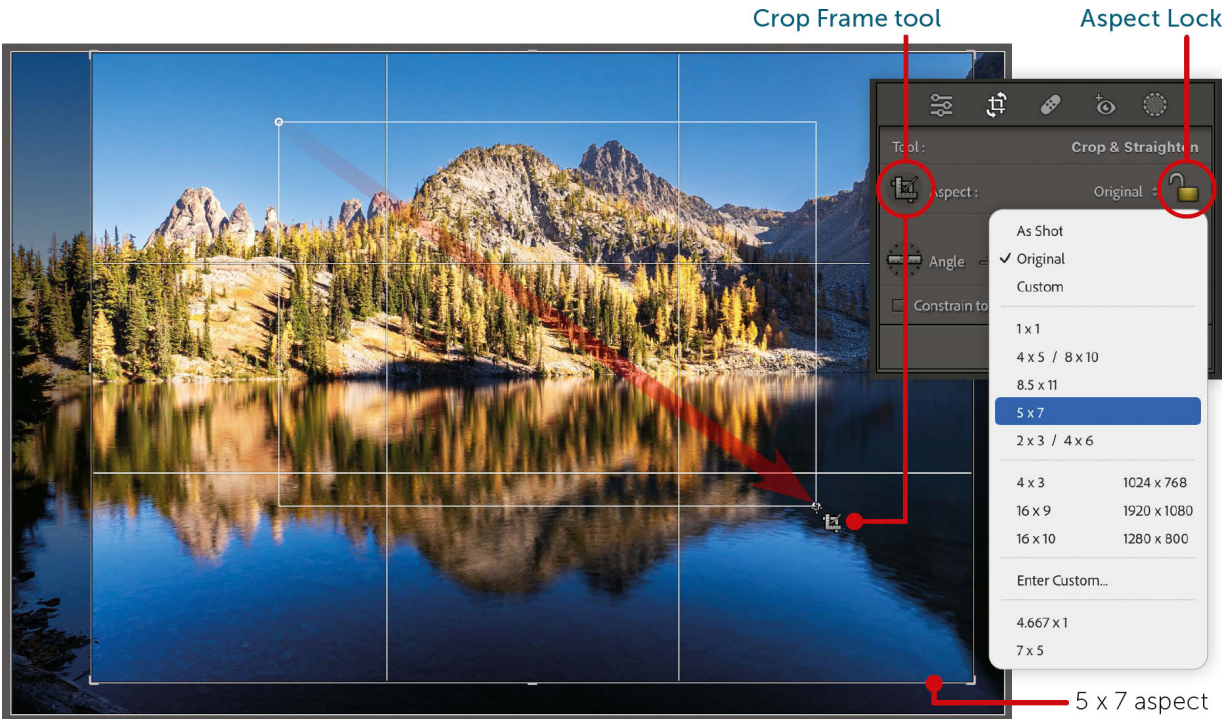 Crop Frame tool
Aspect Lock
Tool :
Crop & Straighten
Aspect :
Original
Angle
Constrain to
As Shot
✓ Original
Custom
1 x 1
4 x 5 / 8 x 10
8.5 x 11
5 x 7
2 x 3 / 4 x 6
4 x 3 1024 x 768
16 x 9 1920 x 1080
16 x 10 1280 x 800
Enter Custom...
4.667 x 1
7 x 5
5 x 7 aspect